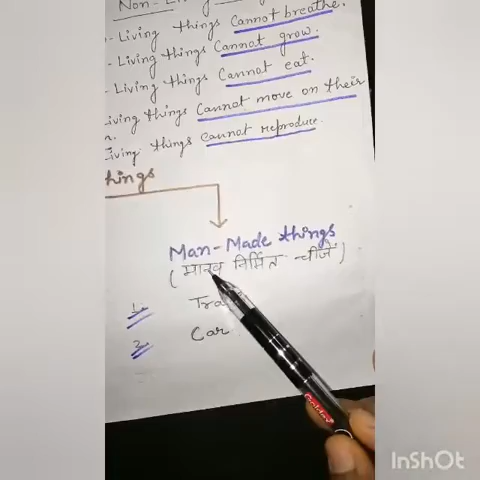 Non-Living
- Living things Cannot breathe.
- Living things Cannot grow.
- Living things Cannot eat.
Living things Cannot move on their
n.
Living things Cannot reproduce.
things
Man-Made things
(मानव निर्मित चीजें)
1. Tra
2. Car
InShOt